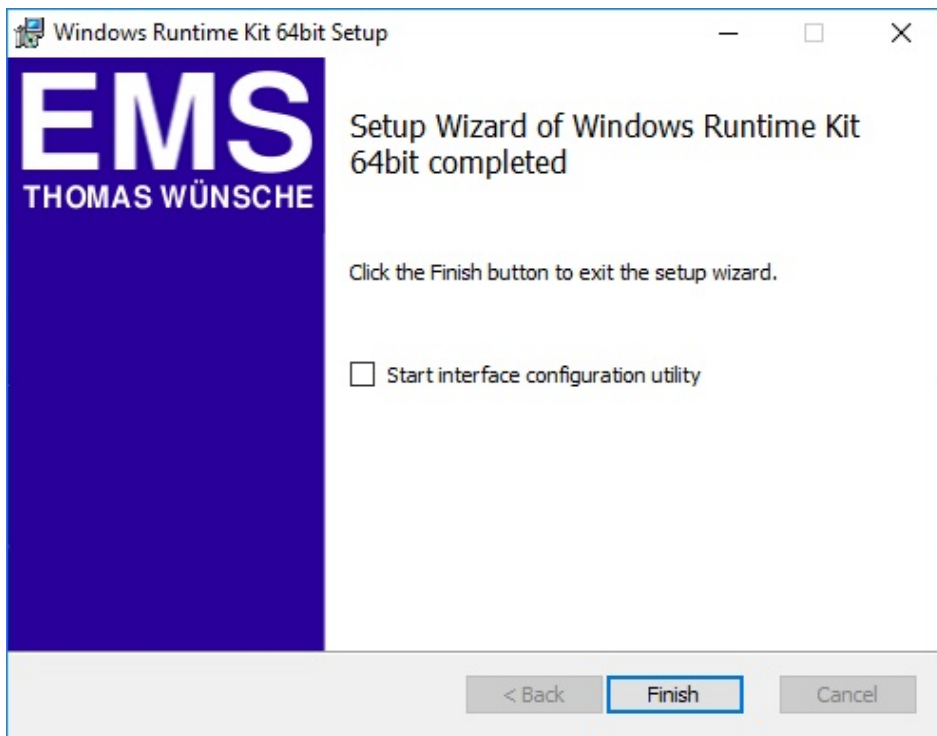 Windows Runtime Kit 64bit Setup
EMS
THOMAS WÜNSCHE
Setup Wizard of Windows Runtime Kit
64bit completed
Click the Finish button to exit the setup wizard.
Start interface configuration utility
< Back
Finish
Cancel